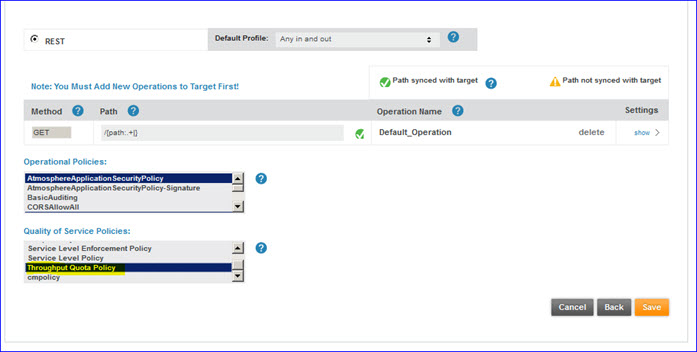 REST
Default Profile: Any in and out
Path synced with target
Path not synced with target
Note: You Must Add New Operations to Target First!
Method Path Operation Name Settings
GET /{path:.+|} Default_Operation delete show
Operational Policies:
AtmosphereApplicationSecurityPolicy
AtmosphereApplicationSecurityPolicy-Signature
BasicAuditing
CORSAllowAll
Quality of Service Policies:
Service Level Enforcement Policy
Service Level Policy
Throughput Quota Policy
cmpolicy
Cancel Back Save